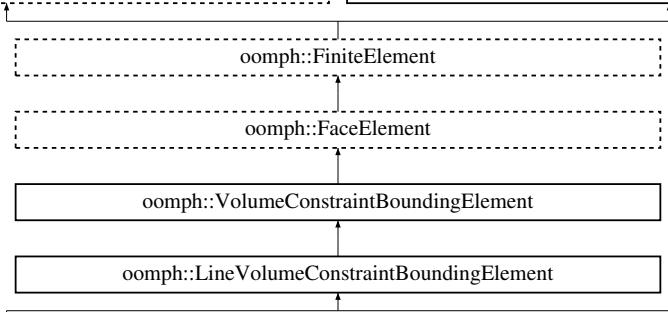 oomph::FiniteElement
oomph::FaceElement
oomph::VolumeConstraintBoundingElement
oomph::LineVolumeConstraintBoundingElement